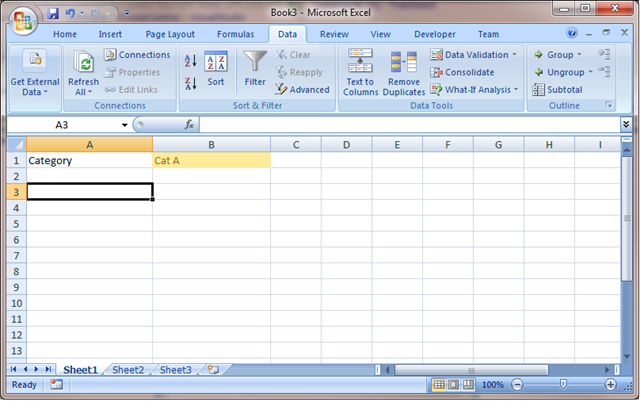 Book3 - Microsoft Excel
Home Insert Page Layout Formulas Data Review View Developer Team
Get External Data
Refresh All
Connections
Properties
Edit Links
Connections
A Z
Z A
A Z
Z A
Sort
Filter
Clear
Reapply
Advanced
Sort & Filter
Text to Columns
Remove Duplicates
Data Validation
Consolidate
What-If Analysis
Data Tools
Group
Ungroup
Subtotal
Outline
A3 fx
A B C D E F G H I
1 Category Cat A
2
3
4
5
6
7
8
9
10
11
12
13
Sheet1 Sheet2 Sheet3
Ready 100%